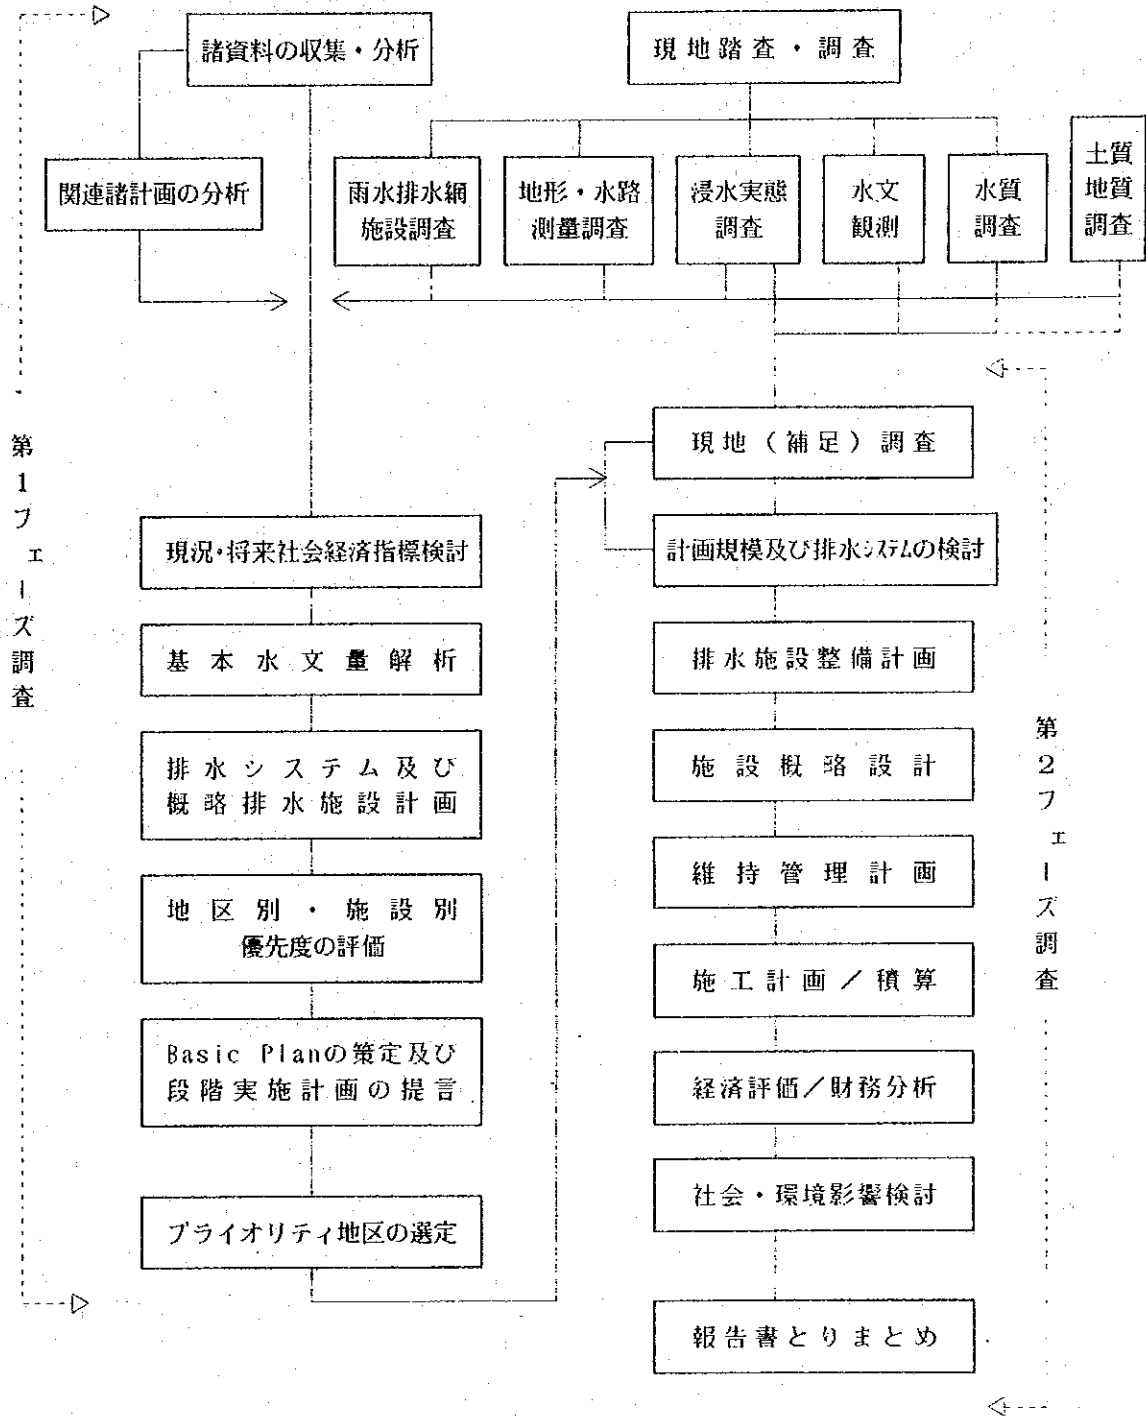 諸資料の収集・分析
現地踏査・調査
関連諸計画の分析
雨水排水網
施設調査
地形・水路
測量調査
浸水実態
調査
水文
観測
水質
調査
土質
地質
調査
第1フェーズ調査
現況・将来社会経済指標検討
基本水文量解析
排水システム及び
概略排水施設計画
地区別・施設別
優先度の評価
Basic Planの策定及び
段階実施計画の提言
プライオリティ地区の選定
現地（補足）調査
計画規模及び排水システムの検討
排水施設整備計画
施設概略設計
維持管理計画
施工計画／積算
経済評価／財務分析
社会・環境影響検討
報告書とりまとめ
第2フェーズ調査